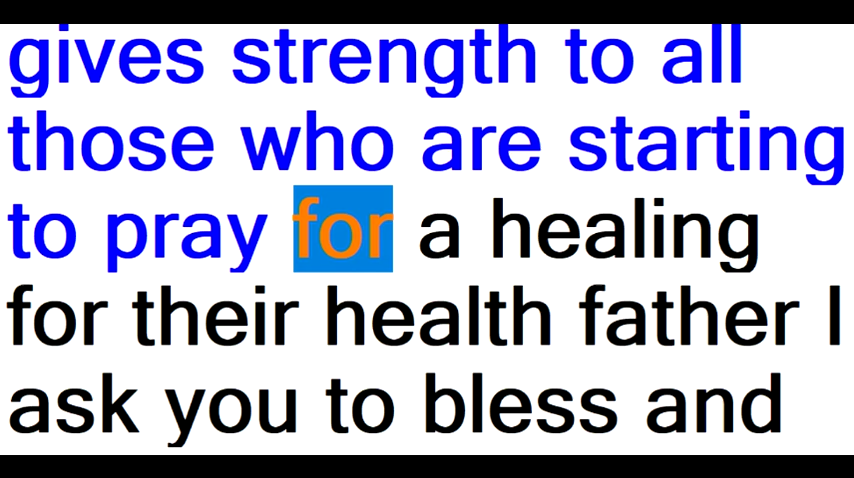 gives strength to all
those who are starting
to pray for a healing
for their health father I
ask you to bless and